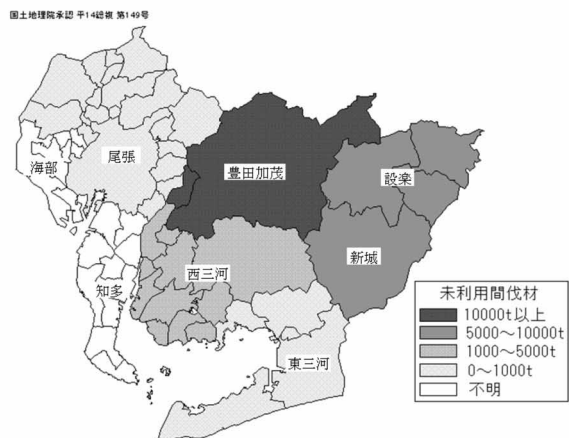 国土地理院承認 平14総複 第149号
海部
尾張
豊田加茂
設楽
新城
西三河
知多
東三河
未利用間伐材
10000t以上
5000～10000t
1000～5000t
0～1000t
不明